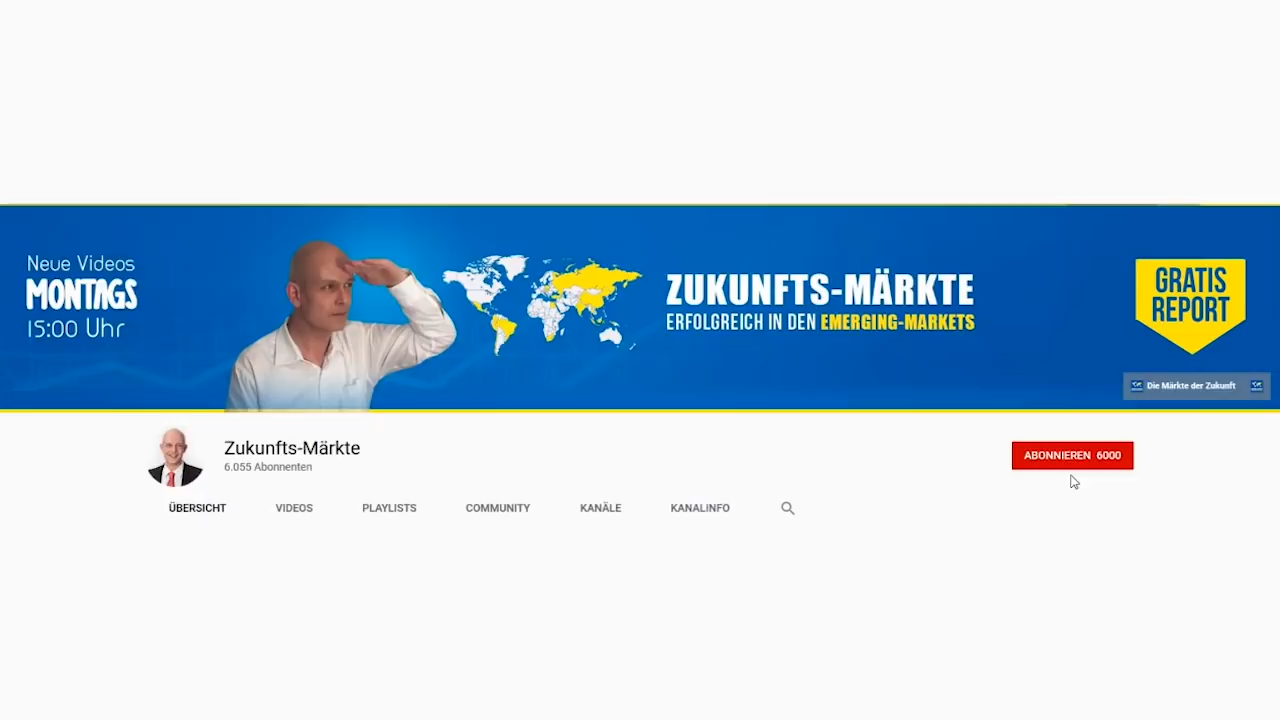 Neue Videos
MONTAGS
15:00 Uhr
ZUKUNFTS-MÄRKTE
ERFOLGREICH IN DEN EMERGING-MARKETS
GRATIS
REPORT
Die Märkte der Zukunft
Zukunfts-Märkte
6.055 Abonnenten
ABONNIEREN 6000
ÜBERSICHT VIDEOS PLAYLISTS COMMUNITY KANÄLE KANALINFO